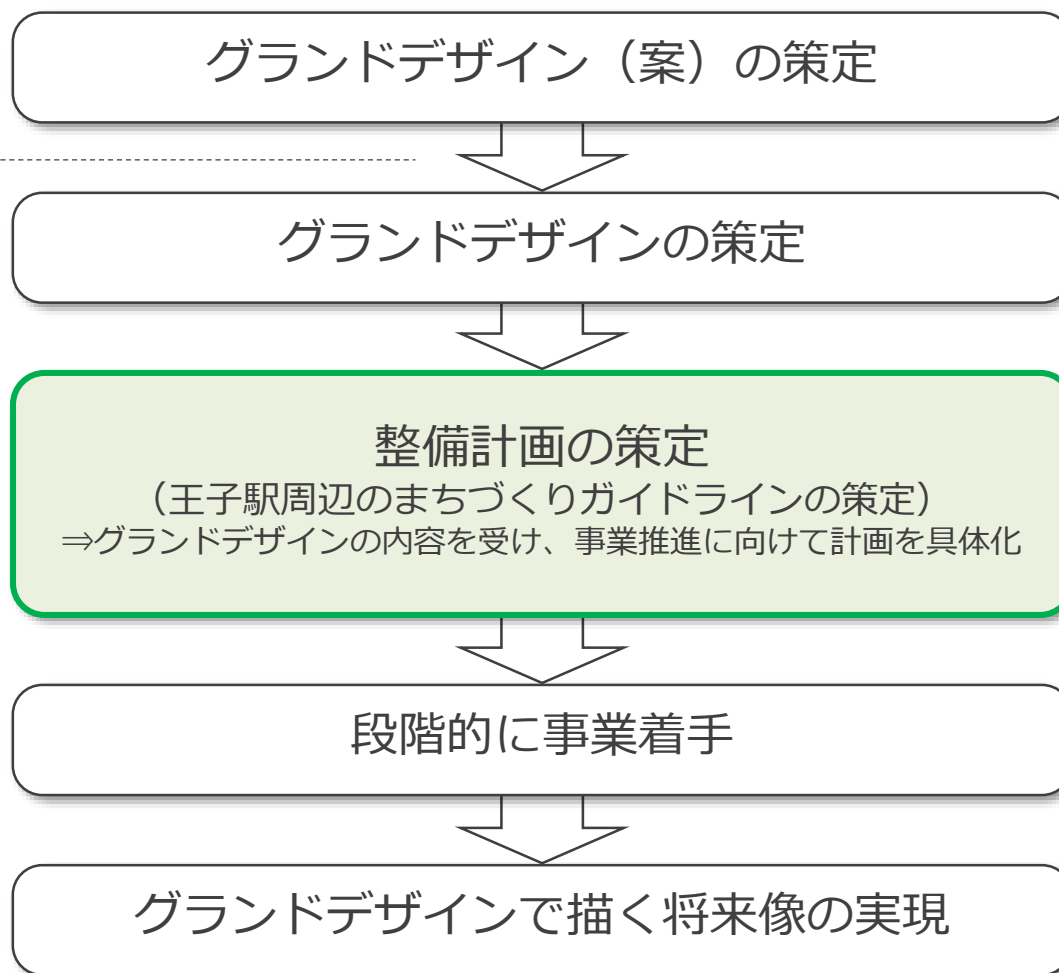 グランドデザイン（案）の策定
グランドデザインの策定
整備計画の策定
（王子駅周辺のまちづくりガイドラインの策定）
⇒グランドデザインの内容を受け、事業推進に向けて計画を具体化
段階的に事業着手
グランドデザインで描く将来像の実現